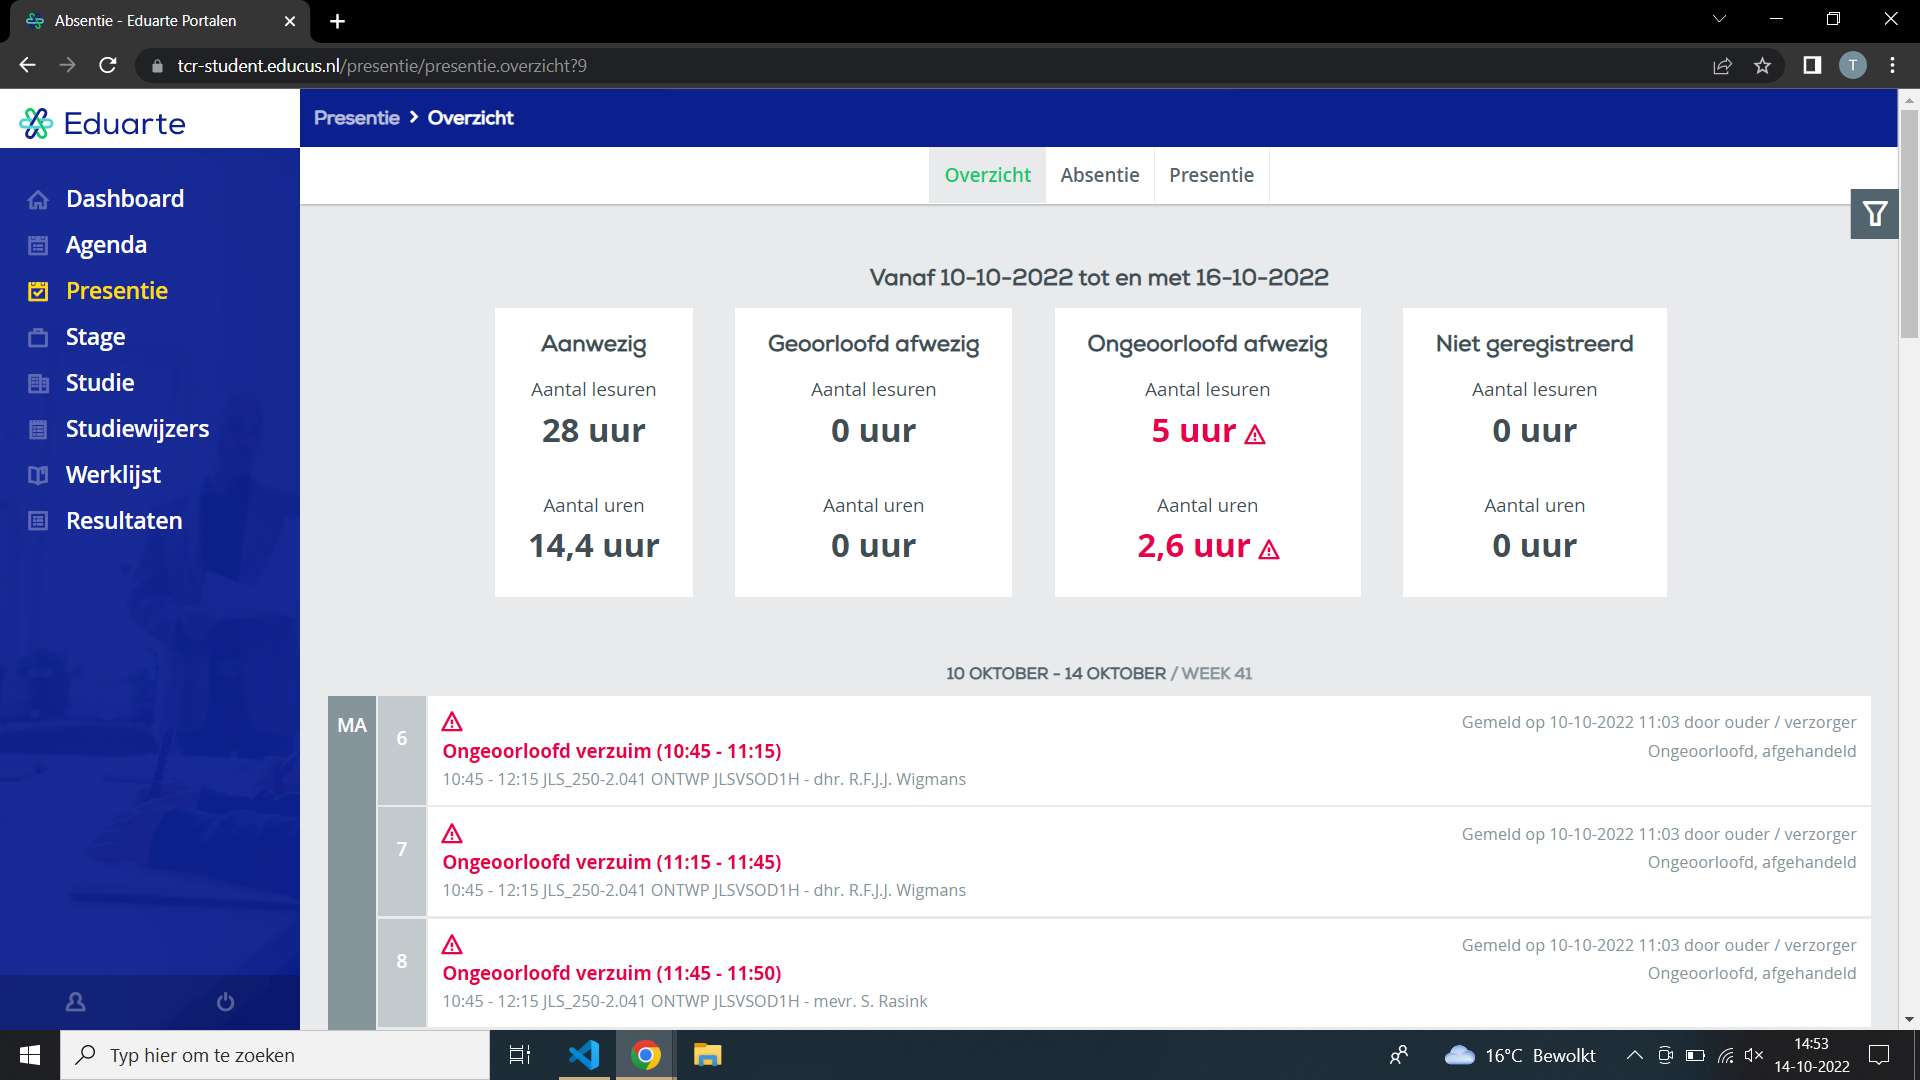 Absentie - Eduarte Portalen
tcr-student.educus.nl/presentie/presentie.overzicht?9
T
Eduarte
Presentie > Overzicht
Dashboard
Agenda
Presentie
Stage
Studie
Studiewijzers
Werklijst
Resultaten
Overzicht Absentie Presentie
Vanaf 10-10-2022 tot en met 16-10-2022
Aanwezig
Aantal lesuren
28 uur
Aantal uren
14,4 uur
Geoorloofd afwezig
Aantal lesuren
0 uur
Aantal uren
0 uur
Ongeoorloofd afwezig
Aantal lesuren
5 uur
Aantal uren
2,6 uur
Niet geregistreerd
Aantal lesuren
0 uur
Aantal uren
0 uur
10 OKTOBER - 14 OKTOBER / WEEK 41
MA
6
Ongeoorloofd verzuim (10:45 - 11:15)
10:45 - 12:15 JLS_250-2.041 ONTWP JLSVSOD1H - dhr. R.F.J.J. Wigmans
Gemeld op 10-10-2022 11:03 door ouder / verzorger
Ongeoorloofd, afgehandeld
7
Ongeoorloofd verzuim (11:15 - 11:45)
10:45 - 12:15 JLS_250-2.041 ONTWP JLSVSOD1H - dhr. R.F.J.J. Wigmans
Gemeld op 10-10-2022 11:03 door ouder / verzorger
Ongeoorloofd, afgehandeld
8
Ongeoorloofd verzuim (11:45 - 11:50)
10:45 - 12:15 JLS_250-2.041 ONTWP JLSVSOD1H - mevr. S. Rasink
Gemeld op 10-10-2022 11:03 door ouder / verzorger
Ongeoorloofd, afgehandeld
Typ hier om te zoeken
16°C Bewolkt
14:53
14-10-2022